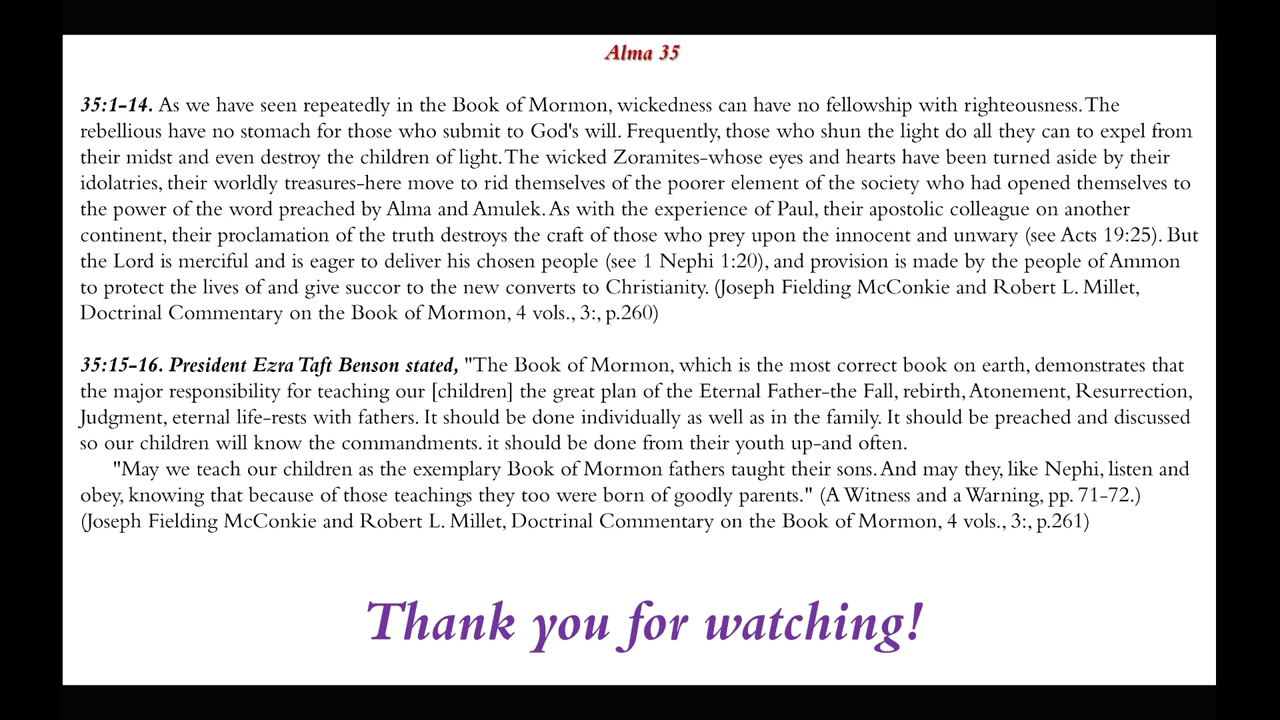 Alma 35
35:1-14. As we have seen repeatedly in the Book of Mormon, wickedness can have no fellowship with righteousness. The
rebellious have no stomach for those who submit to God's will. Frequently, those who shun the light do all they can to expel from
their midst and even destroy the children of light. The wicked Zoramites-whose eyes and hearts have been turned aside by their
idolatries, their worldly treasures-here move to rid themselves of the poorer element of the society who had opened themselves to
the power of the word preached by Alma and Amulek. As with the experience of Paul, their apostolic colleague on another
continent, their proclamation of the truth destroys the craft of those who prey upon the innocent and unwary (see Acts 19:25). But
the Lord is merciful and is eager to deliver his chosen people (see 1 Nephi 1:20), and provision is made by the people of Ammon
to protect the lives of and give succor to the new converts to Christianity. (Joseph Fielding McConkie and Robert L. Millet,
Doctrinal Commentary on the Book of Mormon, 4 vols., 3:, p.260)
35:15-16. President Ezra Taft Benson stated, "The Book of Mormon, which is the most correct book on earth, demonstrates that
the major responsibility for teaching our [children] the great plan of the Eternal Father-the Fall, rebirth, Atonement, Resurrection,
Judgment, eternal life-rests with fathers. It should be done individually as well as in the family. It should be preached and discussed
so our children will know the commandments. it should be done from their youth up-and often.
"May we teach our children as the exemplary Book of Mormon fathers taught their sons. And may they, like Nephi, listen and
obey, knowing that because of those teachings they too were born of goodly parents." (A Witness and a Warning, pp. 71-72.)
(Joseph Fielding McConkie and Robert L. Millet, Doctrinal Commentary on the Book of Mormon, 4 vols., 3:, p.261)
Thank you for watching!